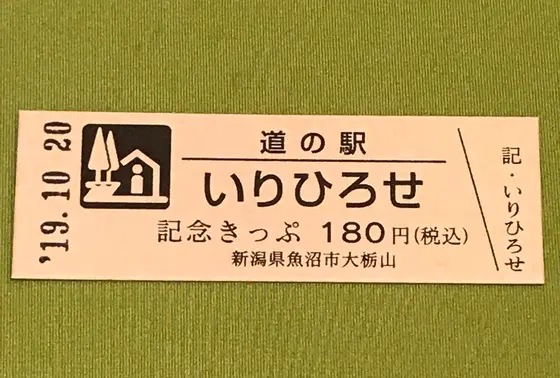 '19.10 20
道の駅
いりひろせ
記念きっぷ 180円(税込)
新潟県魚沼市大栃山
記・いりひろせ